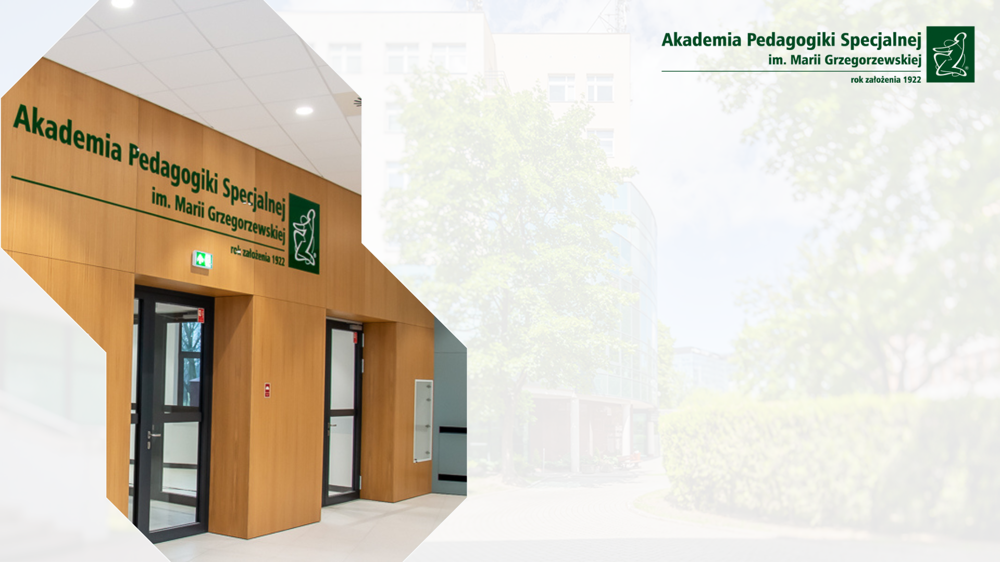 Akademia Pedagogiki Specjalnej
im. Marii Grzegorzewskiej
rok założenia 1922
Akademia Pedagogiki Specjalnej
im. Marii Grzegorzewskiej
rok założenia 1922